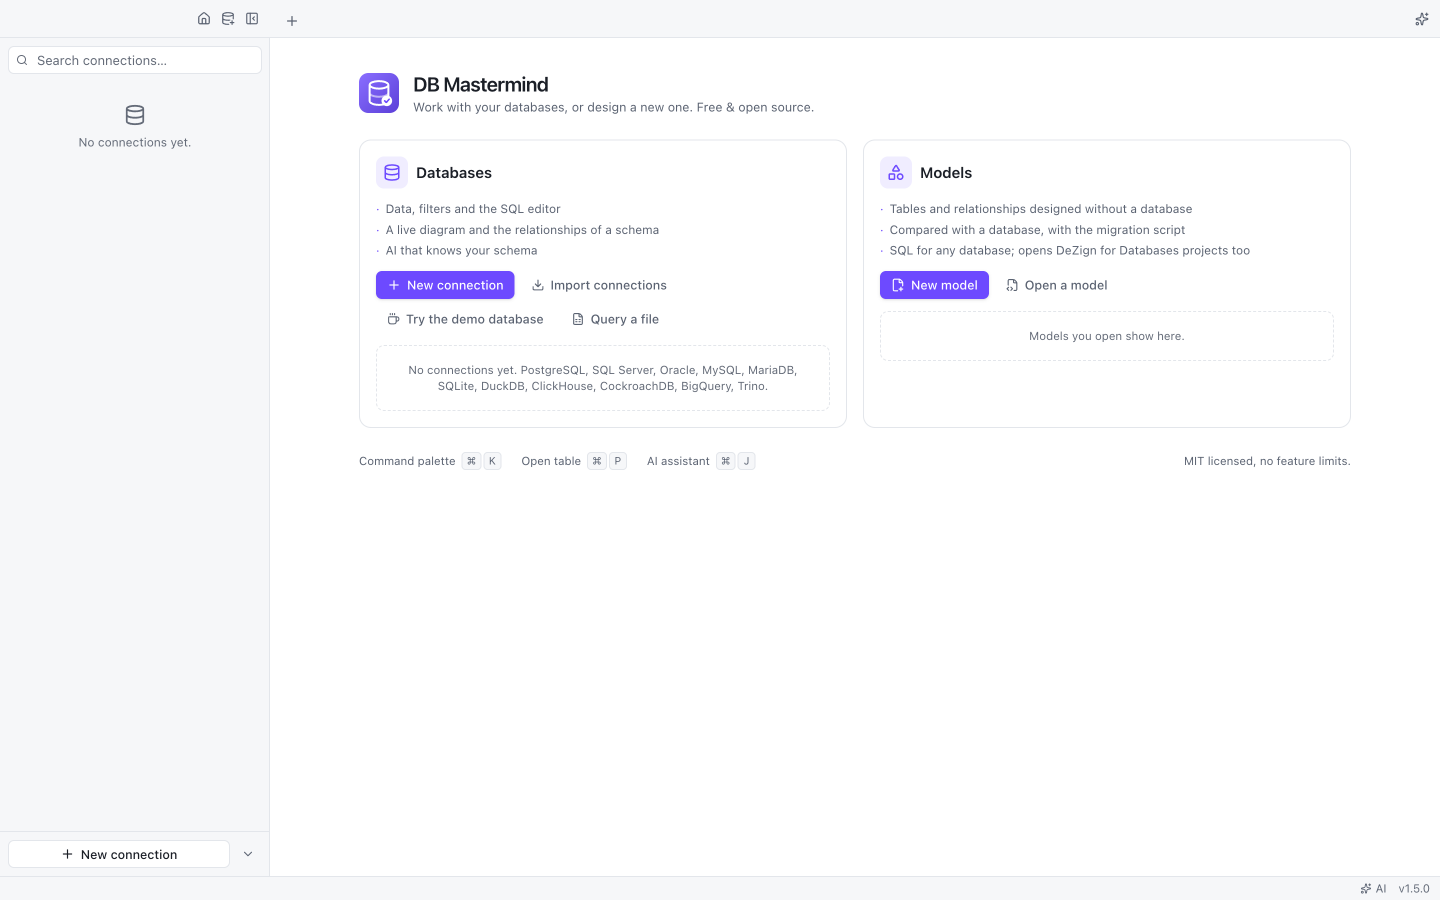 Search connections...
No connections yet.
DB Mastermind
Work with your databases, or design a new one. Free & open source.
Databases
· Data, filters and the SQL editor
· A live diagram and the relationships of a schema
· AI that knows your schema
New connection
Import connections
Try the demo database
Query a file
No connections yet. PostgreSQL, SQL Server, Oracle, MySQL, MariaDB,
SQLite, DuckDB, ClickHouse, CockroachDB, BigQuery, Trino.
Models
· Tables and relationships designed without a database
· Compared with a database, with the migration script
· SQL for any database; opens DeZign for Databases projects too
New model
Open a model
Models you open show here.
Command palette ⌘ K
Open table ⌘ P
AI assistant ⌘ J
MIT licensed, no feature limits.
New connection
AI
v1.5.0